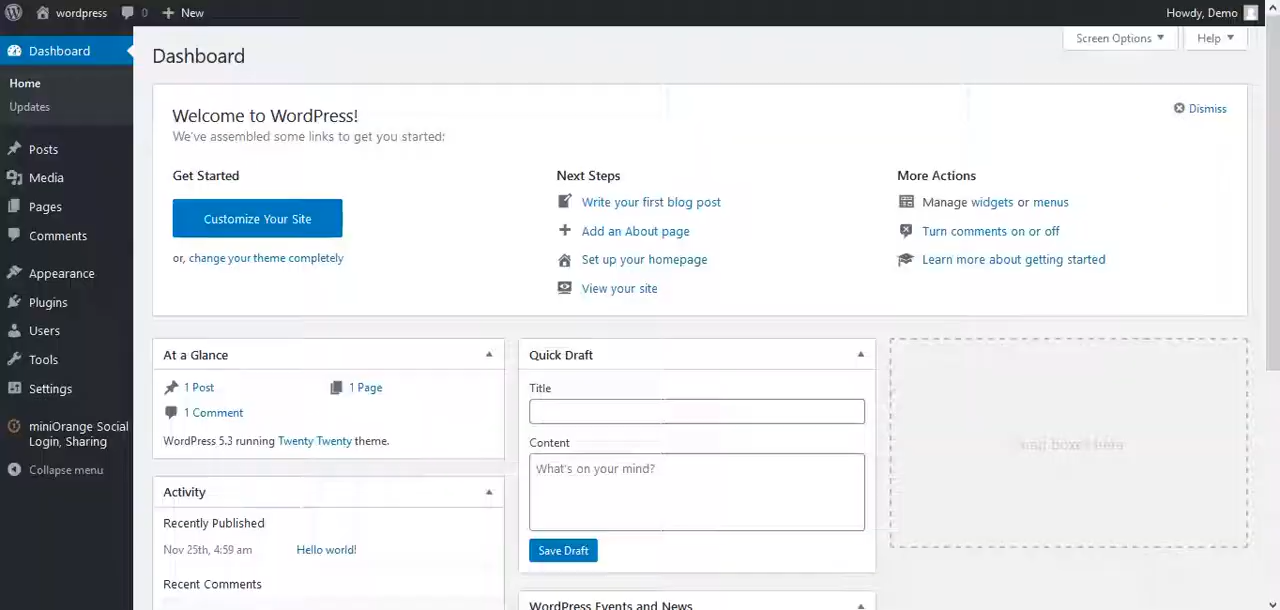 wordpress 0 New Howdy, Demo
Dashboard
Home
Updates
Posts
Media
Pages
Comments
Appearance
Plugins
Users
Tools
Settings
miniOrange Social
Login, Sharing
Collapse menu
Screen Options Help
Dashboard
Welcome to WordPress!
We've assembled some links to get you started:
Dismiss
Get Started
Customize Your Site
or, change your theme completely
Next Steps
Write your first blog post
Add an About page
Set up your homepage
View your site
More Actions
Manage widgets or menus
Turn comments on or off
Learn more about getting started
At a Glance
1 Post 1 Page
1 Comment
WordPress 5.3 running Twenty Twenty theme.
Activity
Recently Published
Nov 25th, 4:59 am Hello world!
Recent Comments
Quick Draft
Title
Content
What's on your mind?
Save Draft
WordPress Events and News
here